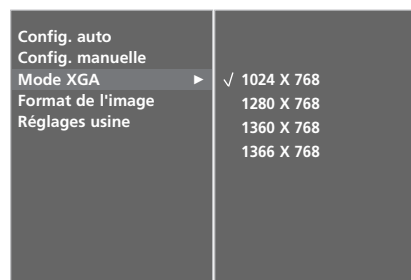 Config. auto
Config. manuelle
Mode XGA ►
Format de l'image
Réglages usine
√ 1024 X 768
1280 X 768
1360 X 768
1366 X 768